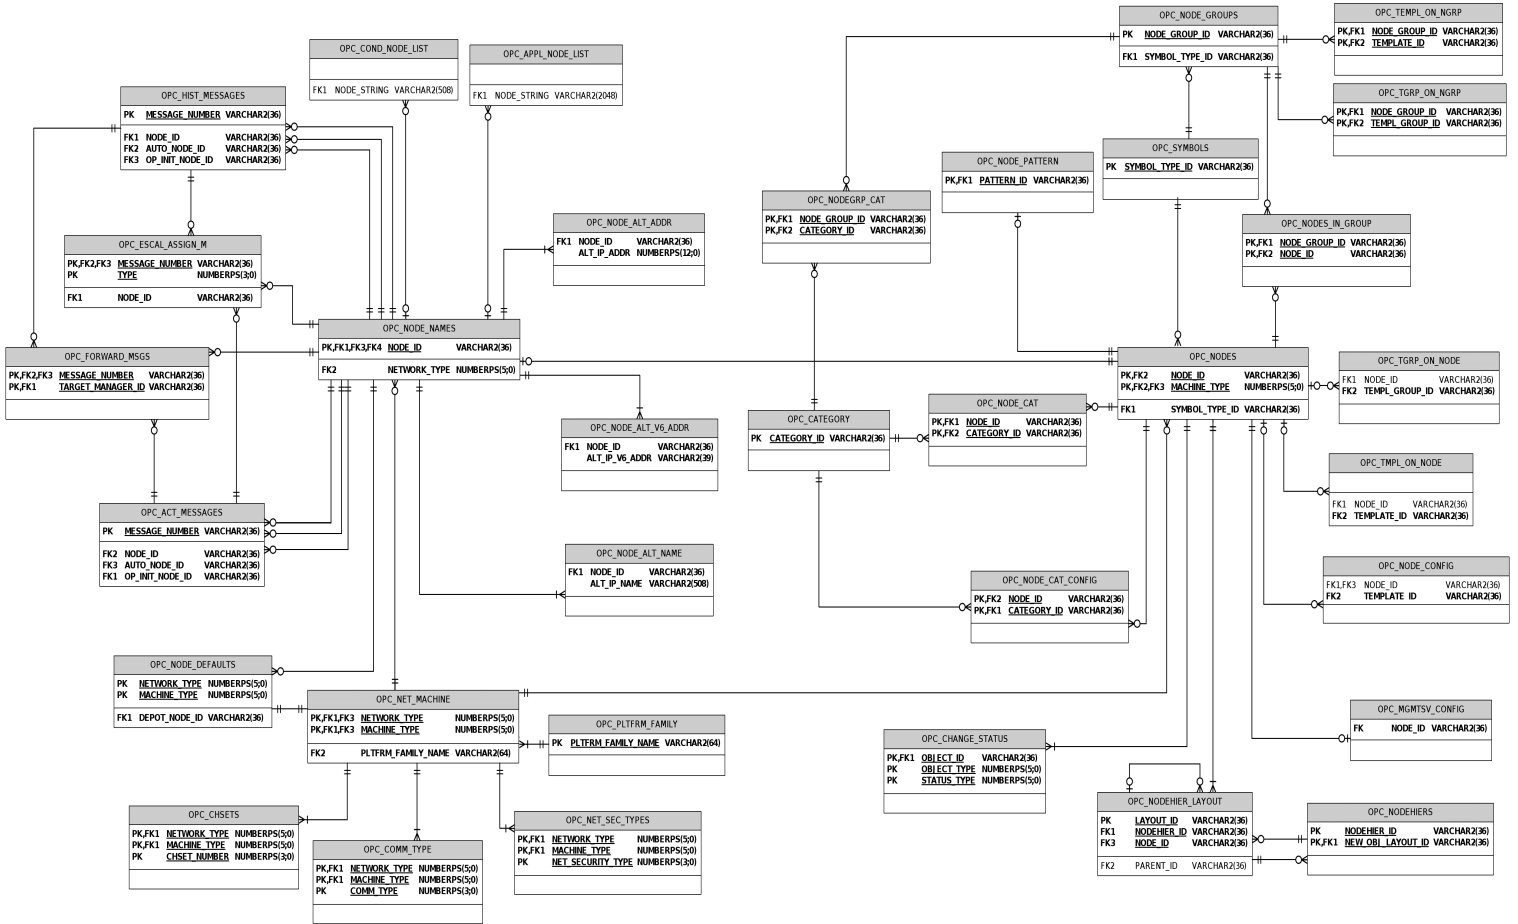 OPC_COND_NODE_LIST
FK1 NODE_STRING VARCHAR2(508)
OPC_APPL_NODE_LIST
FK1 NODE_STRING VARCHAR2(2048)
OPC_HIST_MESSAGES
PK MESSAGE_NUMBER VARCHAR2(36)
FK1 NODE_ID VARCHAR2(36)
FK2 AUTO_NODE_ID VARCHAR2(36)
FK3 OP_INIT_NODE_ID VARCHAR2(36)
OPC_ESCAL_ASSIGN_M
PK,FK2,FK3 MESSAGE_NUMBER VARCHAR2(36)
PK TYPE NUMBERPS(3;0)
FK1 NODE_ID VARCHAR2(36)
OPC_NODE_ALT_ADDR
FK1 NODE_ID VARCHAR2(36)
ALT_IP_ADDR NUMBERPS(12;0)
OPC_NODE_NAMES
PK,FK1,FK3,FK4 NODE_ID VARCHAR2(36)
FK2 NETWORK_TYPE NUMBERPS(5;0)
OPC_FORWARD_MSGS
PK,FK2,FK3 MESSAGE_NUMBER VARCHAR2(36)
PK,FK1 TARGET_MANAGER_ID VARCHAR2(36)
OPC_NODE_ALT_V6_ADDR
FK1 NODE_ID VARCHAR2(36)
ALT_IP_V6_ADDR VARCHAR2(39)
OPC_ACT_MESSAGES
PK MESSAGE_NUMBER VARCHAR2(36)
FK2 NODE_ID VARCHAR2(36)
FK3 AUTO_NODE_ID VARCHAR2(36)
FK1 OP_INIT_NODE_ID VARCHAR2(36)
OPC_NODE_ALT_NAME
FK1 NODE_ID VARCHAR2(36)
ALT_IP_NAME VARCHAR2(508)
OPC_NODE_DEFAULTS
PK NETWORK_TYPE NUMBERPS(5;0)
PK MACHINE_TYPE NUMBERPS(5;0)
FK1 DEPOT_NODE_ID VARCHAR2(36)
OPC_NET_MACHINE
PK,FK1,FK3 NETWORK_TYPE NUMBERPS(5;0)
PK,FK1,FK3 MACHINE_TYPE NUMBERPS(5;0)
FK2 PLTFRM_FAMILY_NAME VARCHAR2(64)
OPC_PLTFRM_FAMILY
PK PLTFRM_FAMILY_NAME VARCHAR2(64)
OPC_CHSETS
PK,FK1 NETWORK_TYPE NUMBERPS(5;0)
PK,FK1 MACHINE_TYPE NUMBERPS(5;0)
PK CHSET_NUMBER NUMBERPS(3;0)
OPC_COMM_TYPE
PK,FK1 NETWORK_TYPE NUMBERPS(5;0)
PK,FK1 MACHINE_TYPE NUMBERPS(5;0)
PK COMM_TYPE NUMBERPS(3;0)
OPC_NET_SEC_TYPES
PK,FK1 NETWORK_TYPE NUMBERPS(5;0)
PK,FK1 MACHINE_TYPE NUMBERPS(5;0)
PK NET_SECURITY_TYPE NUMBERPS(3;0)
OPC_NODE_GROUPS
PK NODE_GROUP_ID VARCHAR2(36)
FK1 SYMBOL_TYPE_ID VARCHAR2(36)
OPC_TEMPL_ON_NGRP
PK,FK1 NODE_GROUP_ID VARCHAR2(36)
PK,FK2 TEMPLATE_ID VARCHAR2(36)
OPC_TGRP_ON_NGRP
PK,FK1 NODE_GROUP_ID VARCHAR2(36)
PK,FK2 TEMPL_GROUP_ID VARCHAR2(36)
OPC_SYMBOLS
PK SYMBOL_TYPE_ID VARCHAR2(36)
OPC_NODE_PATTERN
PK,FK1 PATTERN_ID VARCHAR2(36)
OPC_NODEGRP_CAT
PK,FK1 NODE_GROUP_ID VARCHAR2(36)
PK,FK2 CATEGORY_ID VARCHAR2(36)
OPC_NODES_IN_GROUP
PK,FK1 NODE_GROUP_ID VARCHAR2(36)
PK,FK2 NODE_ID VARCHAR2(36)
OPC_NODES
PK,FK2 NODE_ID VARCHAR2(36)
PK,FK2,FK3 MACHINE_TYPE NUMBERPS(5;0)
FK1 SYMBOL_TYPE_ID VARCHAR2(36)
OPC_TGRP_ON_NODE
FK1 NODE_ID VARCHAR2(36)
FK2 TEMPL_GROUP_ID VARCHAR2(36)
OPC_CATEGORY
PK CATEGORY_ID VARCHAR2(36)
OPC_NODE_CAT
PK,FK1 NODE_ID VARCHAR2(36)
PK,FK2 CATEGORY_ID VARCHAR2(36)
OPC_TMPL_ON_NODE
FK1 NODE_ID VARCHAR2(36)
FK2 TEMPLATE_ID VARCHAR2(36)
OPC_NODE_CAT_CONFIG
PK,FK2 NODE_ID VARCHAR2(36)
PK,FK1 CATEGORY_ID VARCHAR2(36)
OPC_NODE_CONFIG
FK1,FK3 NODE_ID VARCHAR2(36)
FK2 TEMPLATE_ID VARCHAR2(36)
OPC_MGMTSV_CONFIG
FK NODE_ID VARCHAR2(36)
OPC_CHANGE_STATUS
PK,FK1 OBJECT_ID VARCHAR2(36)
PK OBJECT_TYPE NUMBERPS(5;0)
PK STATUS_TYPE NUMBERPS(5;0)
OPC_NODEHIER_LAYOUT
PK LAYOUT_ID VARCHAR2(36)
FK1 NODEHIER_ID VARCHAR2(36)
FK3 NODE_ID VARCHAR2(36)
FK2 PARENT_ID VARCHAR2(36)
OPC_NODEHIERS
PK NODEHIER_ID VARCHAR2(36)
PK,FK1 NEW_OBJ_LAYOUT_ID VARCHAR2(36)